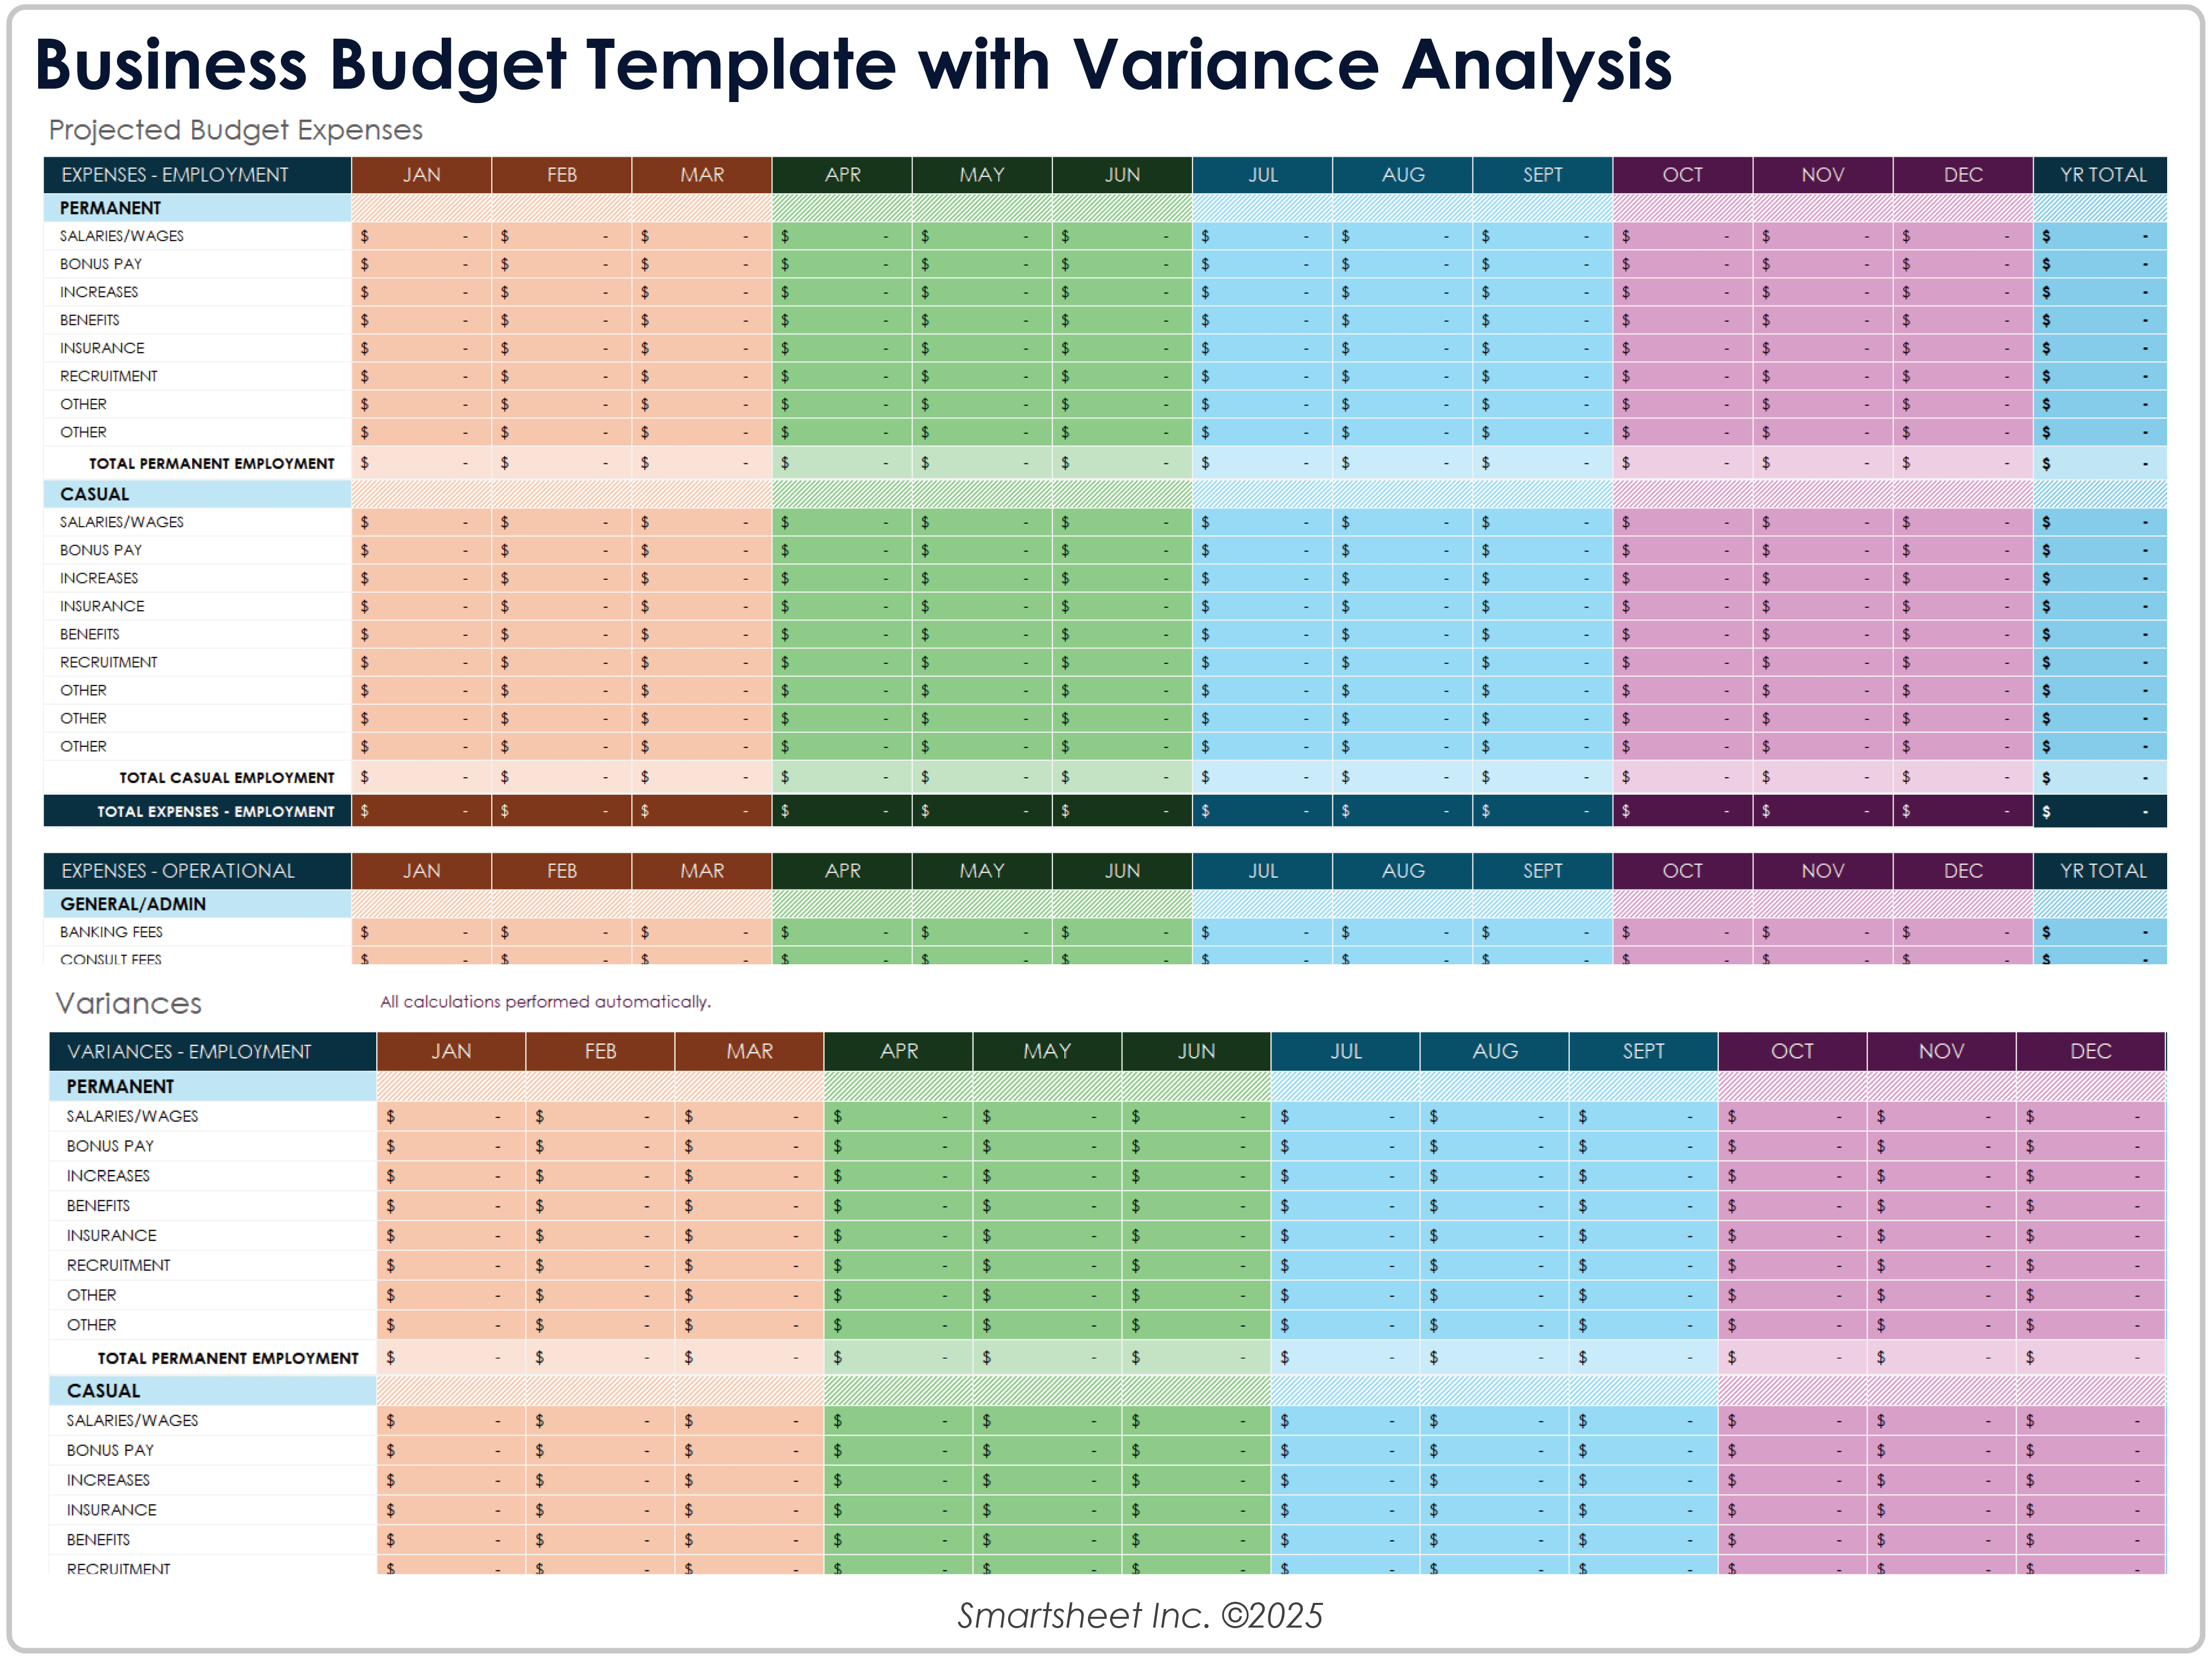 Business Budget Template with Variance Analysis
Projected Budget Expenses
EXPENSES - EMPLOYMENT JAN FEB MAR APR MAY JUN JUL AUG SEPT OCT NOV DEC YR TOTAL
PERMANENT
SALARIES/WAGES $ - $ - $ - $ - $ - $ - $ - $ - $ - $ - $ - $ - $ -
BONUS PAY $ - $ - $ - $ - $ - $ - $ - $ - $ - $ - $ - $ - $ -
INCREASES $ - $ - $ - $ - $ - $ - $ - $ - $ - $ - $ - $ - $ -
BENEFITS $ - $ - $ - $ - $ - $ - $ - $ - $ - $ - $ - $ - $ -
INSURANCE $ - $ - $ - $ - $ - $ - $ - $ - $ - $ - $ - $ - $ -
RECRUITMENT $ - $ - $ - $ - $ - $ - $ - $ - $ - $ - $ - $ - $ -
OTHER $ - $ - $ - $ - $ - $ - $ - $ - $ - $ - $ - $ - $ -
OTHER $ - $ - $ - $ - $ - $ - $ - $ - $ - $ - $ - $ - $ -
TOTAL PERMANENT EMPLOYMENT $ - $ - $ - $ - $ - $ - $ - $ - $ - $ - $ - $ - $ -
CASUAL
SALARIES/WAGES $ - $ - $ - $ - $ - $ - $ - $ - $ - $ - $ - $ - $ -
BONUS PAY $ - $ - $ - $ - $ - $ - $ - $ - $ - $ - $ - $ - $ -
INCREASES $ - $ - $ - $ - $ - $ - $ - $ - $ - $ - $ - $ - $ -
INSURANCE $ - $ - $ - $ - $ - $ - $ - $ - $ - $ - $ - $ - $ -
BENEFITS $ - $ - $ - $ - $ - $ - $ - $ - $ - $ - $ - $ - $ -
RECRUITMENT $ - $ - $ - $ - $ - $ - $ - $ - $ - $ - $ - $ - $ -
OTHER $ - $ - $ - $ - $ - $ - $ - $ - $ - $ - $ - $ - $ -
OTHER $ - $ - $ - $ - $ - $ - $ - $ - $ - $ - $ - $ - $ -
OTHER $ - $ - $ - $ - $ - $ - $ - $ - $ - $ - $ - $ - $ -
TOTAL CASUAL EMPLOYMENT $ - $ - $ - $ - $ - $ - $ - $ - $ - $ - $ - $ - $ -
TOTAL EXPENSES - EMPLOYMENT $ - $ - $ - $ - $ - $ - $ - $ - $ - $ - $ - $ - $ -
EXPENSES - OPERATIONAL JAN FEB MAR APR MAY JUN JUL AUG SEPT OCT NOV DEC YR TOTAL
GENERAL/ADMIN
BANKING FEES $ - $ - $ - $ - $ - $ - $ - $ - $ - $ - $ - $ - $ -
CONSULT FEES $ - $ - $ - $ - $ - $ - $ - $ - $ - $ - $ - $ - $ -
Variances All calculations performed automatically.
VARIANCES - EMPLOYMENT JAN FEB MAR APR MAY JUN JUL AUG SEPT OCT NOV DEC
PERMANENT
SALARIES/WAGES $ - $ - $ - $ - $ - $ - $ - $ - $ - $ - $ - $ -
BONUS PAY $ - $ - $ - $ - $ - $ - $ - $ - $ - $ - $ - $ -
INCREASES $ - $ - $ - $ - $ - $ - $ - $ - $ - $ - $ - $ -
BENEFITS $ - $ - $ - $ - $ - $ - $ - $ - $ - $ - $ - $ -
INSURANCE $ - $ - $ - $ - $ - $ - $ - $ - $ - $ - $ - $ -
RECRUITMENT $ - $ - $ - $ - $ - $ - $ - $ - $ - $ - $ - $ -
OTHER $ - $ - $ - $ - $ - $ - $ - $ - $ - $ - $ - $ -
OTHER $ - $ - $ - $ - $ - $ - $ - $ - $ - $ - $ - $ -
TOTAL PERMANENT EMPLOYMENT $ - $ - $ - $ - $ - $ - $ - $ - $ - $ - $ - $ -
CASUAL
SALARIES/WAGES $ - $ - $ - $ - $ - $ - $ - $ - $ - $ - $ - $ -
BONUS PAY $ - $ - $ - $ - $ - $ - $ - $ - $ - $ - $ - $ -
INCREASES $ - $ - $ - $ - $ - $ - $ - $ - $ - $ - $ - $ -
INSURANCE $ - $ - $ - $ - $ - $ - $ - $ - $ - $ - $ - $ -
BENEFITS $ - $ - $ - $ - $ - $ - $ - $ - $ - $ - $ - $ -
RECRUITMENT $ - $ - $ - $ - $ - $ - $ - $ - $ - $ - $ - $ -
Smartsheet Inc. ©2025